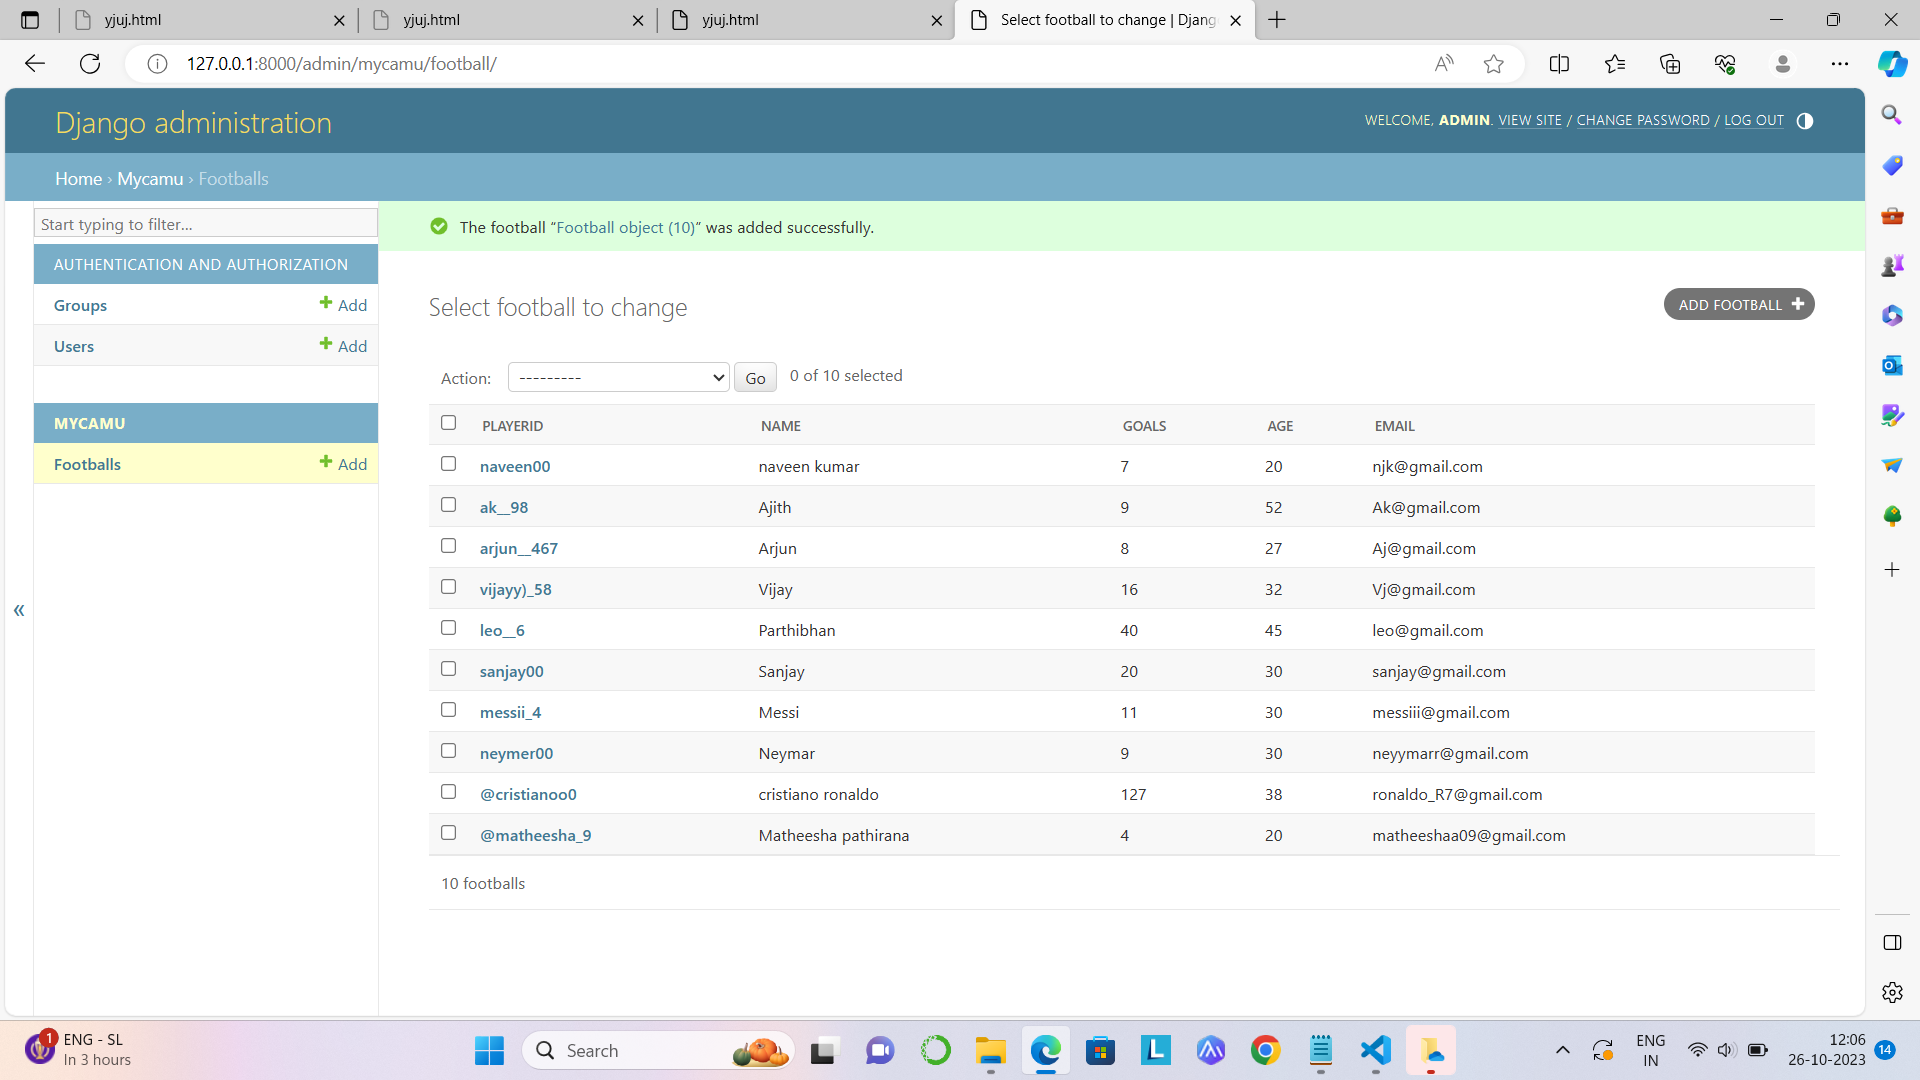 yjuj.html
yjuj.html
yjuj.html
Select football to change | Djang
127.0.0.1:8000/admin/mycamu/football/
Django administration
WELCOME, ADMIN. VIEW SITE / CHANGE PASSWORD / LOG OUT
Home › Mycamu › Footballs
Start typing to filter...
The football “Football object (10)” was added successfully.
AUTHENTICATION AND AUTHORIZATION
Groups + Add
Users + Add
MYCAMU
Footballs + Add
«
Select football to change
ADD FOOTBALL +
Action: --------- Go 0 of 10 selected
PLAYERID NAME GOALS AGE EMAIL
naveen00 naveen kumar 7 20 njk@gmail.com
ak__98 Ajith 9 52 Ak@gmail.com
arjun__467 Arjun 8 27 Aj@gmail.com
vijayy)_58 Vijay 16 32 Vj@gmail.com
leo__6 Parthibhan 40 45 leo@gmail.com
sanjay00 Sanjay 20 30 sanjay@gmail.com
messii_4 Messi 11 30 messiii@gmail.com
neymer00 Neymar 9 30 neyymarr@gmail.com
@cristianoo0 cristiano ronaldo 127 38 ronaldo_R7@gmail.com
@matheesha_9 Matheesha pathirana 4 20 matheeshaa09@gmail.com
10 footballs
1
ENG - SL
In 3 hours
Search
L
ENG
IN
12:06
26-10-2023
14